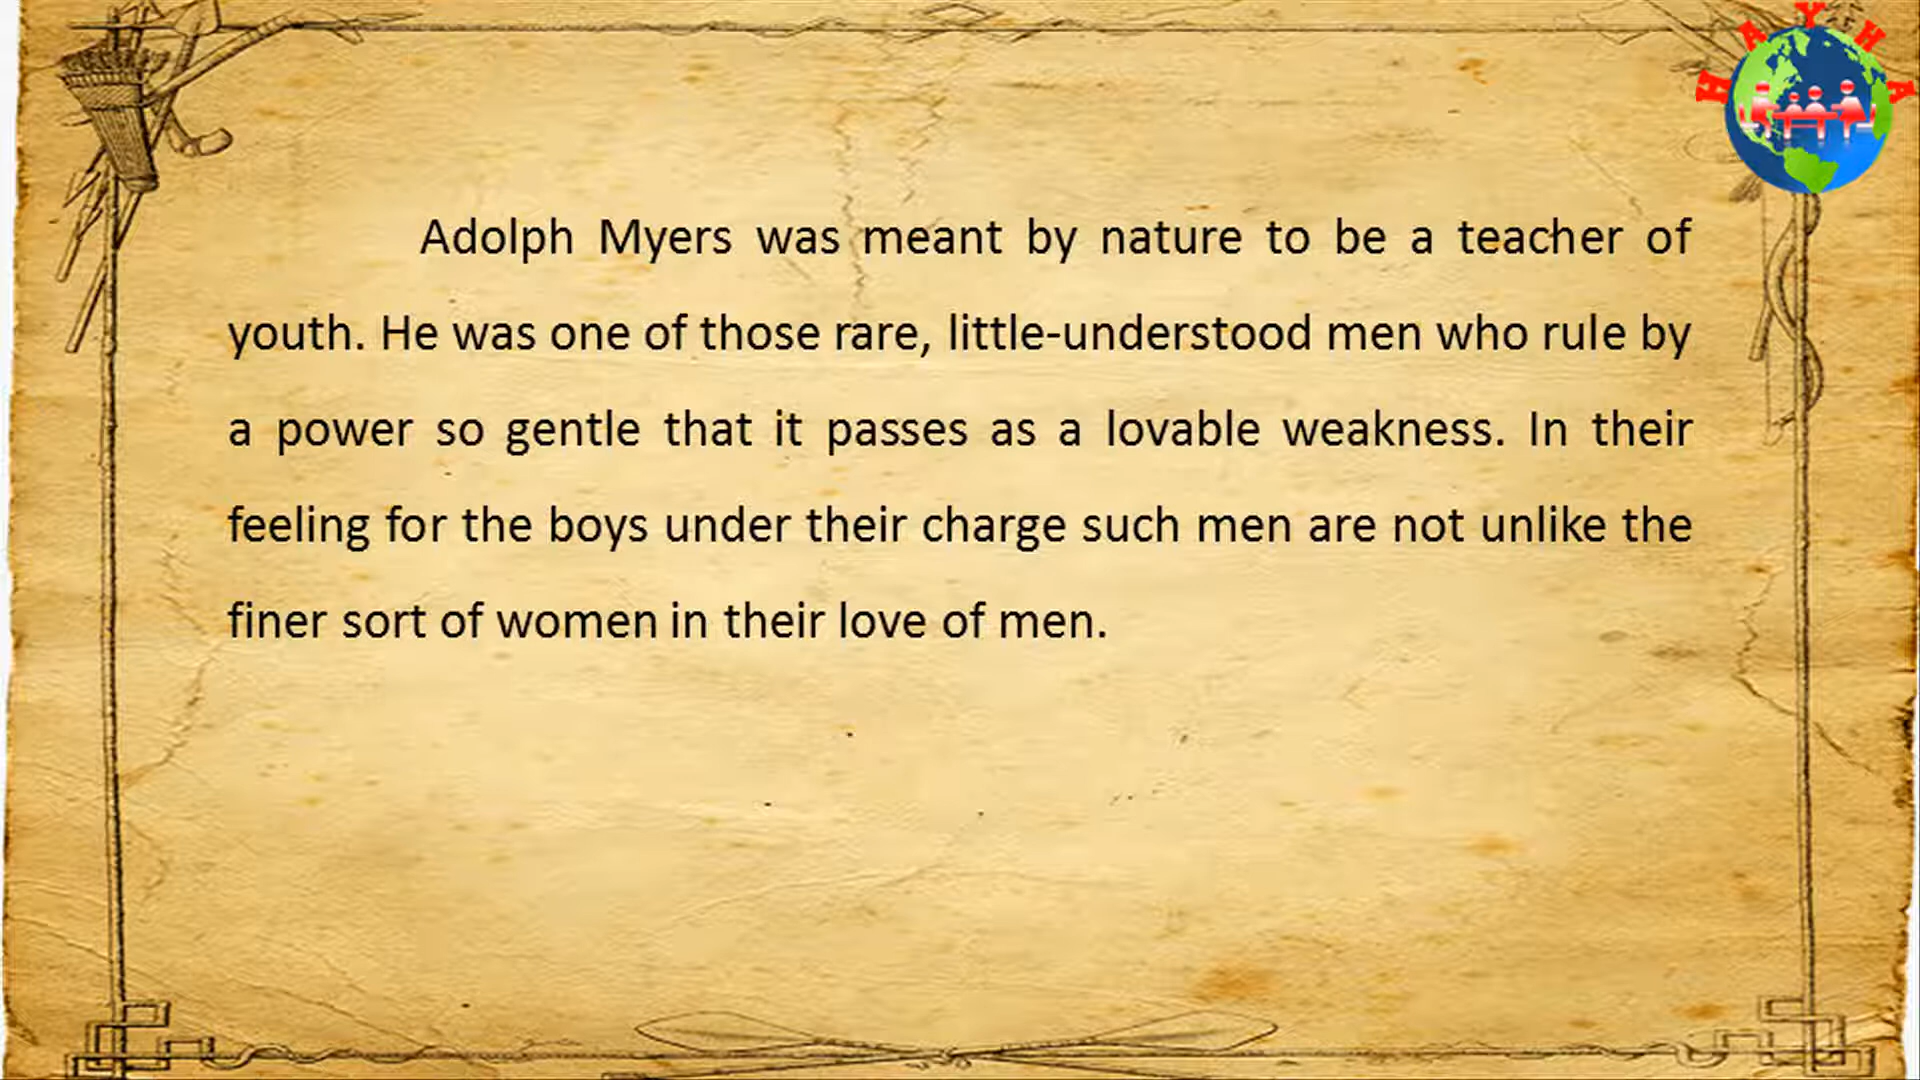 HAYHA
Adolph Myers was meant by nature to be a teacher of
youth. He was one of those rare, little-understood men who rule by
a power so gentle that it passes as a lovable weakness. In their
feeling for the boys under their charge such men are not unlike the
finer sort of women in their love of men.